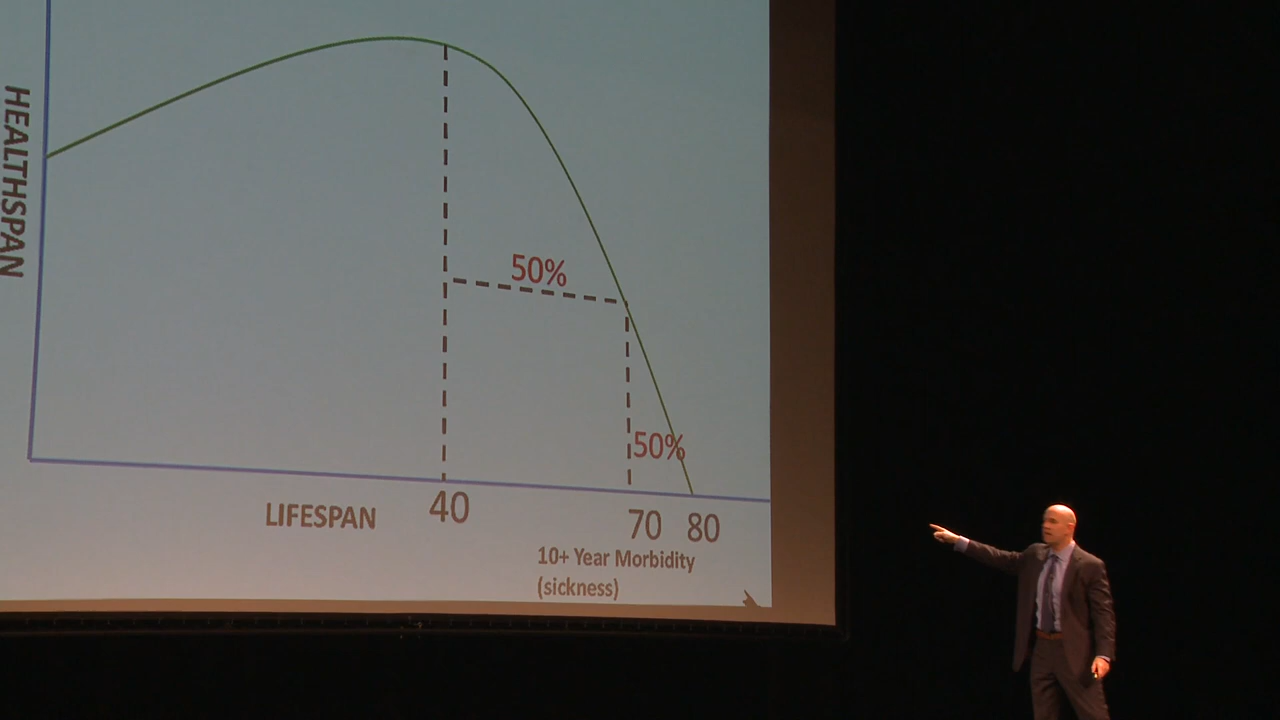 HEALTHSPAN
50%
50%
LIFESPAN
40
70 80
10+ Year Morbidity
(sickness)